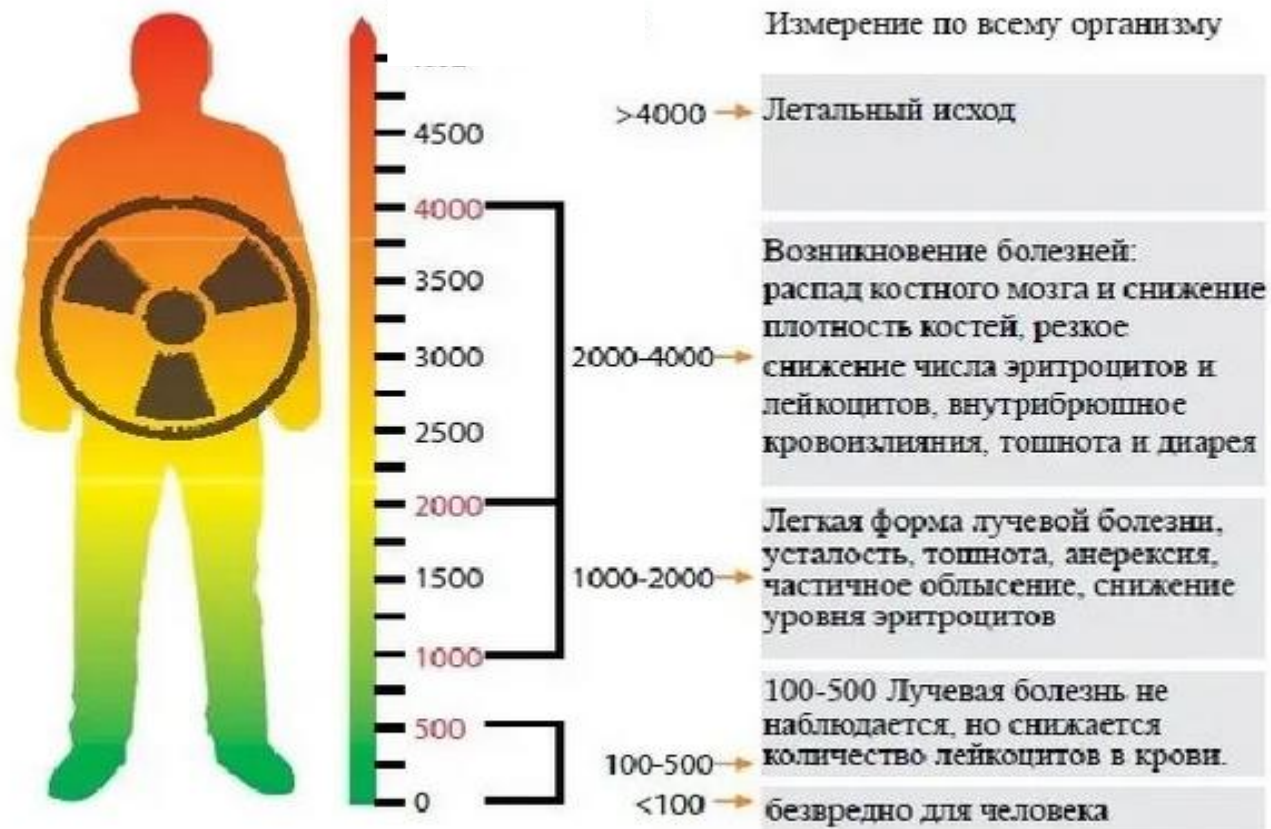 Измерение по всему организму
>4000
Летальный исход
4500
4000
3500
3000
2500
2000
1500
1000
500
0
2000-4000
Возникновение болезней:
распад костного мозга и снижение
плотность костей, резкое
снижение числа эритроцитов и
лейкоцитов, внутрибрюшное
кровоизлияния, тошнота и диарея
1000-2000
Легкая форма лучевой болезни,
усталость, тошнота, анерексия,
частичное облысение, снижение
уровня эритроцитов
100-500 Лучевая болезнь не
наблюдается, но снижается
количество лейкоцитов в крови.
100-500
<100
безвредно для человека